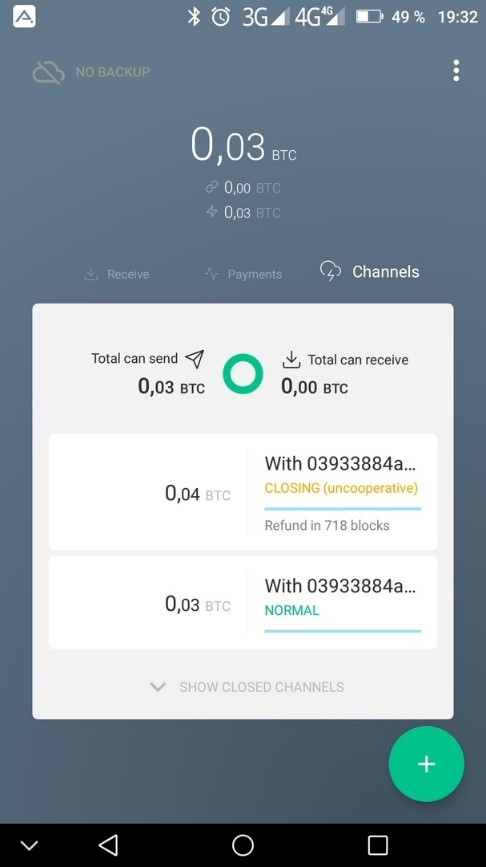 3G 4G 4G 49 % 19:32
NO BACKUP
0,03 BTC
0,00 BTC
0,03 BTC
Receive Payments Channels
Total can send Total can receive
0,03 BTC 0,00 BTC
With 03933884a...
0,04 BTC CLOSING (uncooperative)
Refund in 718 blocks
With 03933884a...
0,03 BTC NORMAL
SHOW CLOSED CHANNELS
+